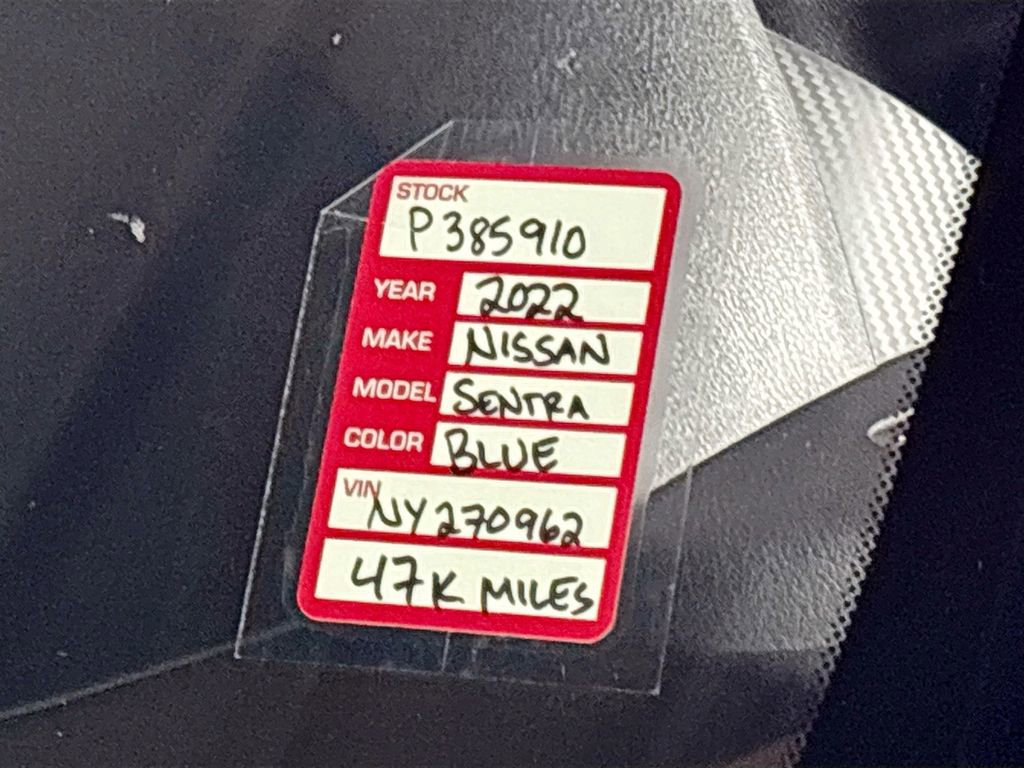 STOCK
P385910
YEAR 2022
MAKE NISSAN
MODEL SENTRA
COLOR BLUE
VIN
NY270962
47K MILES